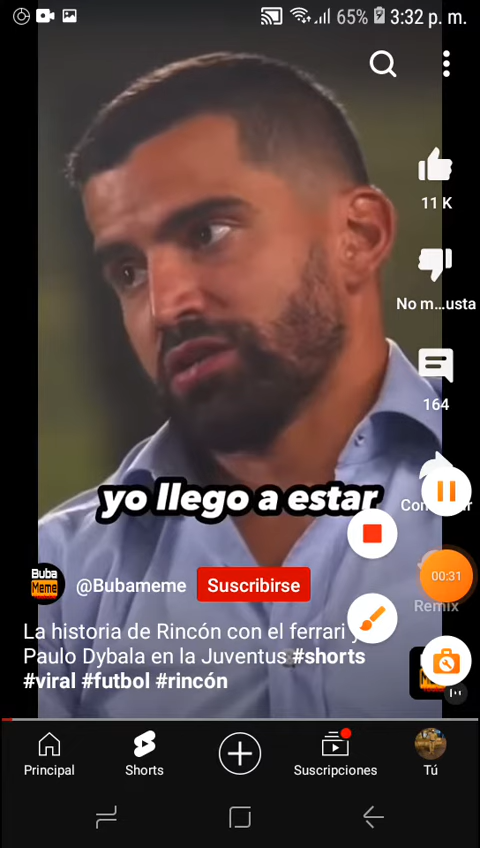 65% 3:32 p. m.
11 K
No m...usta
164
yo llego a estar
00:31
Remix
Buba
Meme
@Bubameme
Suscribirse
La historia de Rincón con el ferrari y
Paulo Dybala en la Juventus #shorts
#viral #futbol #rincón
Principal
Shorts
Suscripciones
Tú